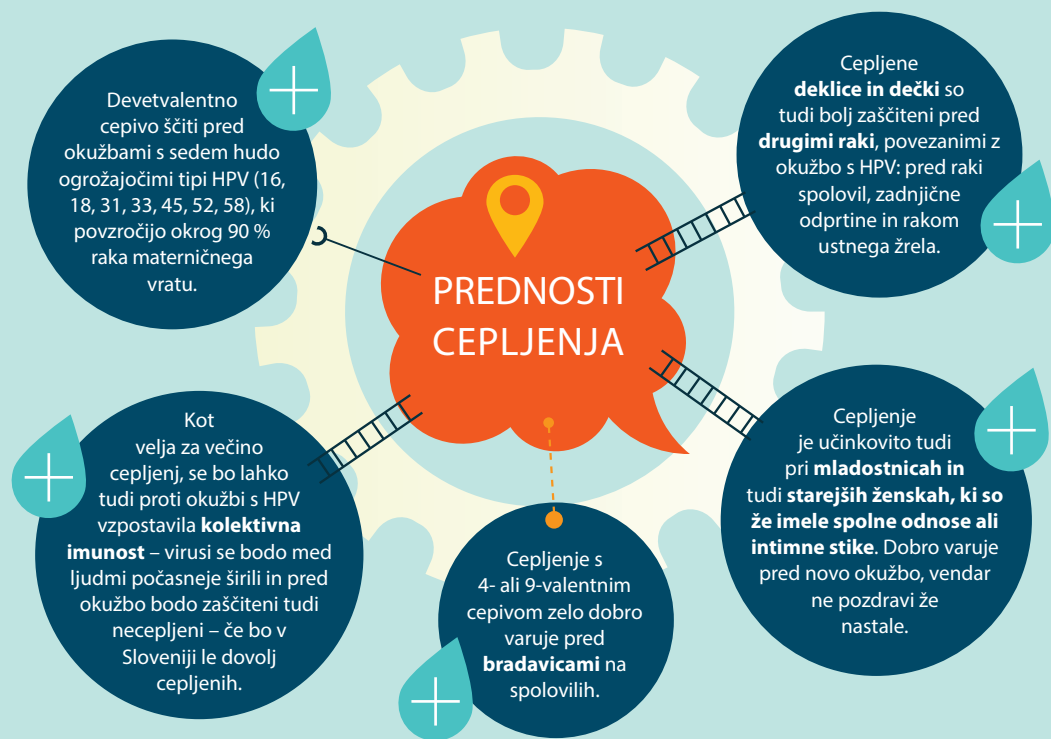 Devetvalentno
cepivo ščiti pred
okužbami s sedem hudo
ogrožajočimi tipi HPV (16,
18, 31, 33, 45, 52, 58), ki
povzročijo okrog 90 %
raka materničnega
vratu.
Cepljene
deklice in dečki so
tudi bolj zaščiteni pred
drugimi raki, povezanimi z
okužbo s HPV: pred raki
spolovil, zadnjične
odprtine in rakom
ustnega žrela.
PREDNOSTI
CEPLJENJA
Kot
velja za večino
cepljenj, se bo lahko
tudi proti okužbi s HPV
vzpostavila kolektivna
imunost – virusi se bodo med
ljudmi počasneje širili in pred
okužbo bodo zaščiteni tudi
necepljeni – če bo v
Sloveniji le dovolj
cepljenih.
Cepljenje s
4- ali 9-valentnim
cepivom zelo dobro
varuje pred
bradavicami na
spolovilih.
Cepljenje
je učinkovito tudi
pri mladostnicah in
tudi starejših ženskah, ki so
že imele spolne odnose ali
intimne stike. Dobro varuje
pred novo okužbo, vendar
ne pozdravi že
nastale.